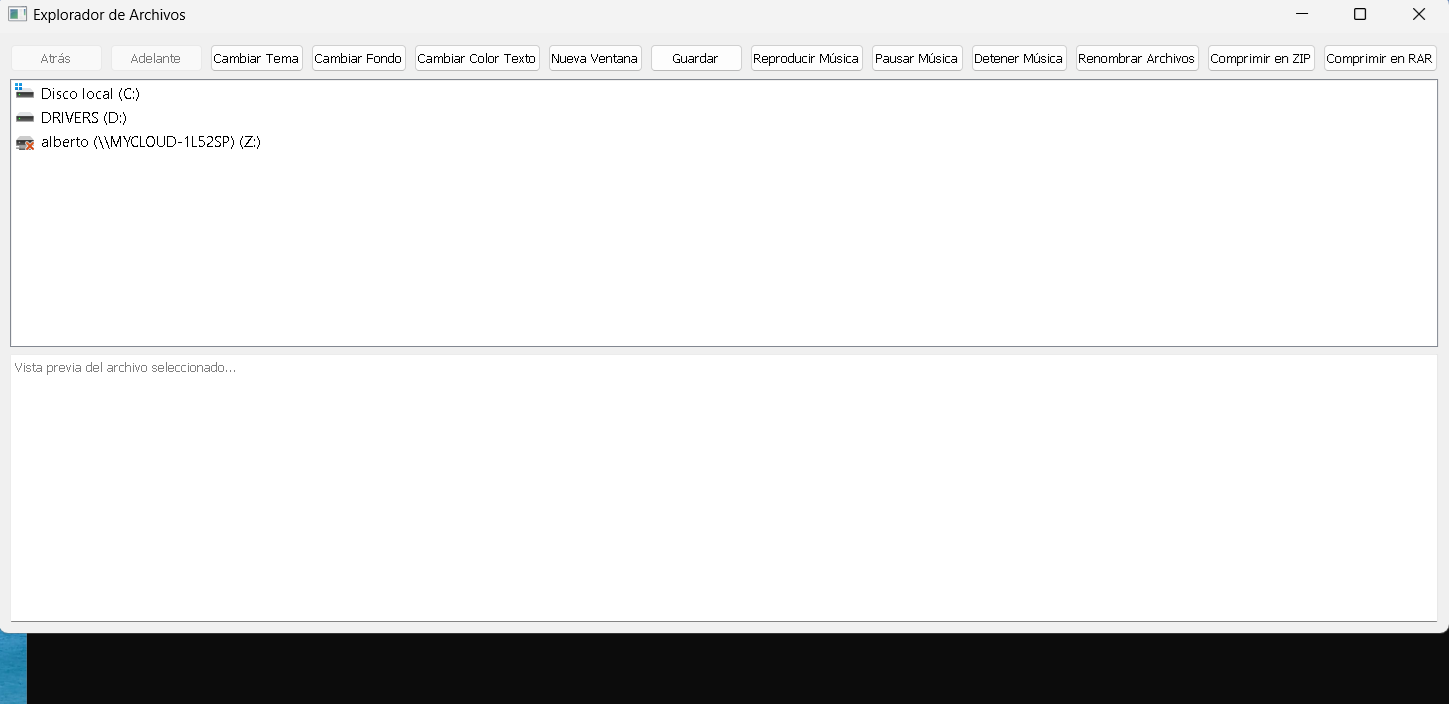 Explorador de Archivos
Atrás Adelante Cambiar Tema Cambiar Fondo Cambiar Color Texto Nueva Ventana Guardar Reproducir Música Pausar Música Detener Música Renombrar Archivos Comprimir en ZIP Comprimir en RAR
Disco local (C:)
DRIVERS (D:)
alberto (\\MYCLOUD-1L52SP) (Z:)
Vista previa del archivo seleccionado...